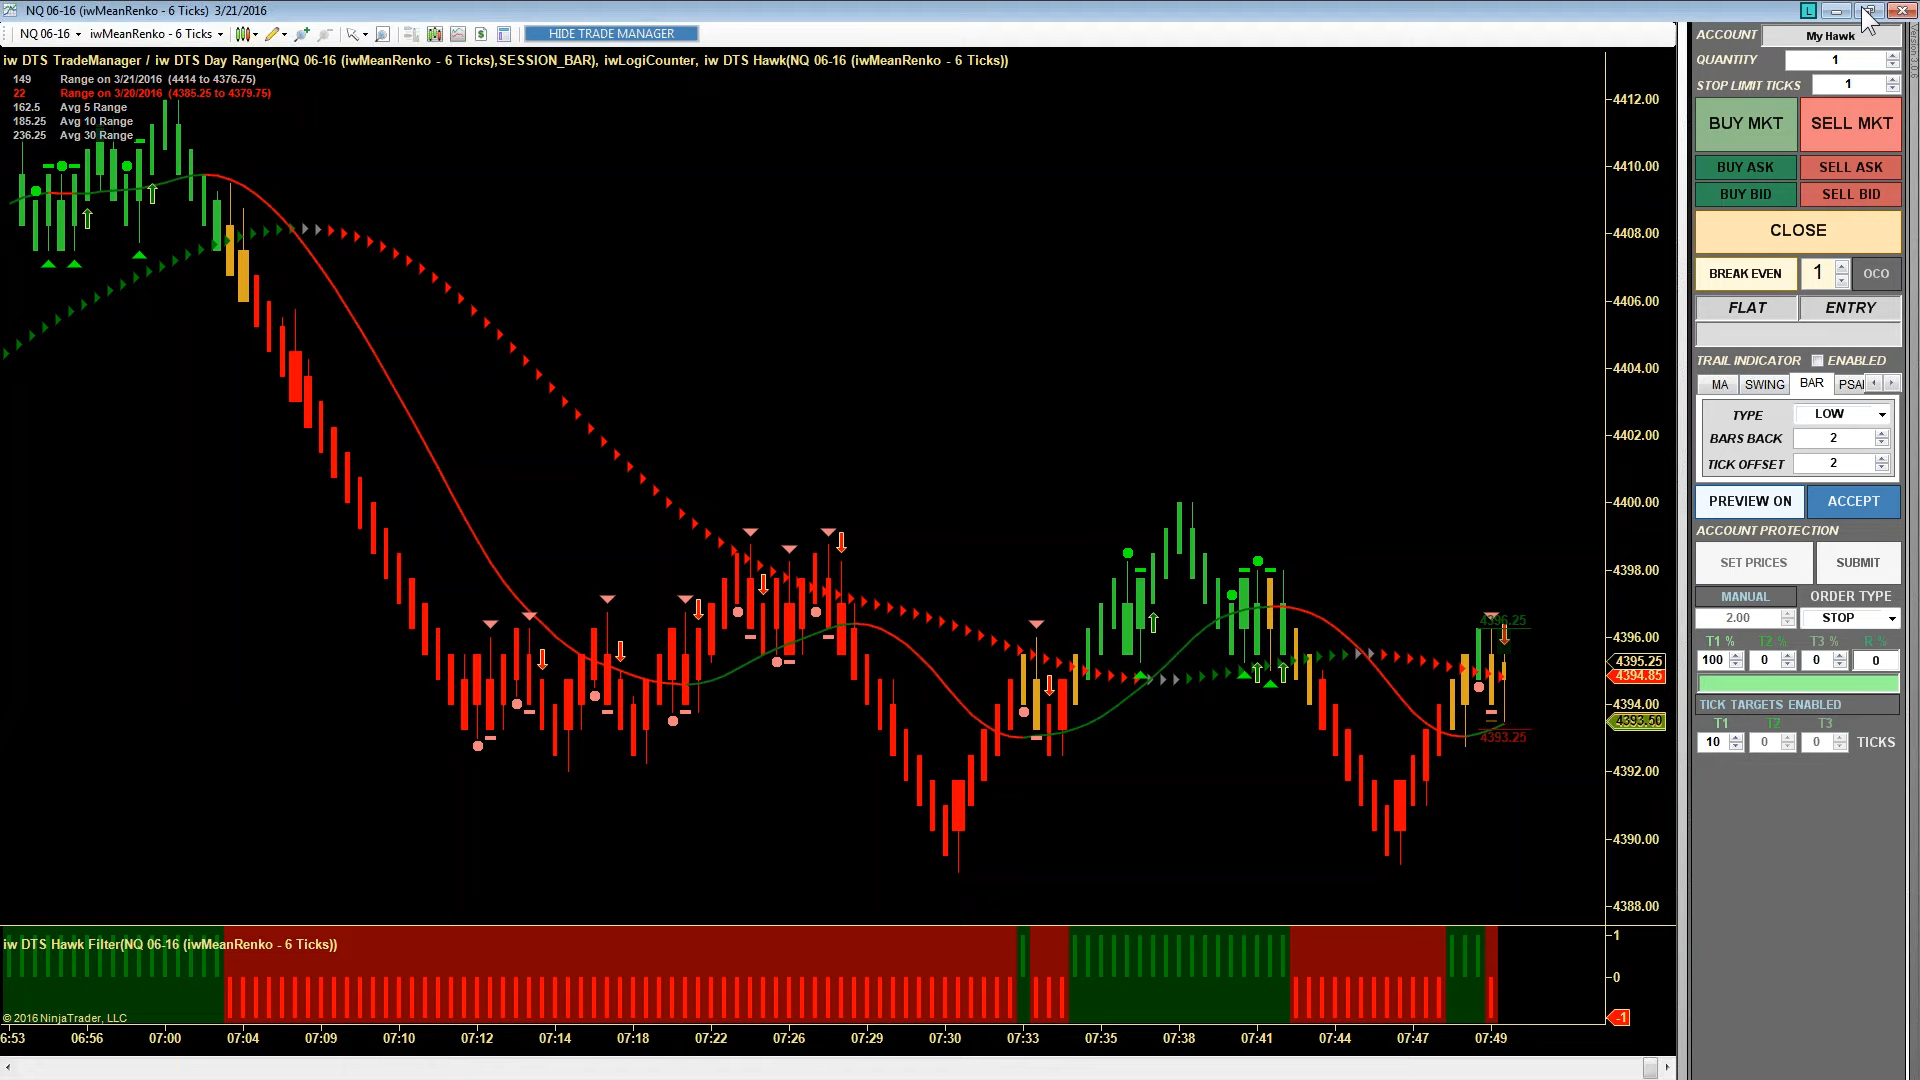 NQ 06-16 (iwMeanRenko - 6 Ticks) 3/21/2016
L
NQ 06-16 iwMeanRenko - 6 Ticks HIDE TRADE MANAGER
iw DTS TradeManager / iw DTS Day Ranger(NQ 06-16 (iwMeanRenko - 6 Ticks),SESSION_BAR), iwLogiCounter, iw DTS Hawk(NQ 06-16 (iwMeanRenko - 6 Ticks))
149 Range on 3/21/2016 (4414 to 4376.75)
22 Range on 3/20/2016 (4385.25 to 4379.75)
162.5 Avg 5 Range
185.25 Avg 10 Range
236.25 Avg 30 Range
4412.00
4410.00
4408.00
4406.00
4404.00
4402.00
4400.00
4398.00
4396.00
4395.25
4394.85
4394.00
4393.50
4392.00
4390.00
4388.00
4396.25
4393.25
iw DTS Hawk Filter(NQ 06-16 (iwMeanRenko - 6 Ticks))
1
0
-1
© 2016 NinjaTrader, LLC
6:53 06:56 07:00 07:04 07:09 07:10 07:12 07:14 07:18 07:22 07:26 07:29 07:30 07:33 07:35 07:38 07:41 07:44 07:47 07:49
ACCOUNT My Hawk
QUANTITY 1
STOP LIMIT TICKS 1
BUY MKT SELL MKT
BUY ASK SELL ASK
BUY BID SELL BID
CLOSE
BREAK EVEN 1 OCO
FLAT ENTRY
TRAIL INDICATOR ENABLED
MA SWING BAR PSA
TYPE LOW
BARS BACK 2
TICK OFFSET 2
PREVIEW ON ACCEPT
ACCOUNT PROTECTION
SET PRICES SUBMIT
MANUAL ORDER TYPE
2.00 STOP
T1 % T2 % T3 % R %
100 0 0 0
TICK TARGETS ENABLED
T1 T2 T3
10 0 0 TICKS